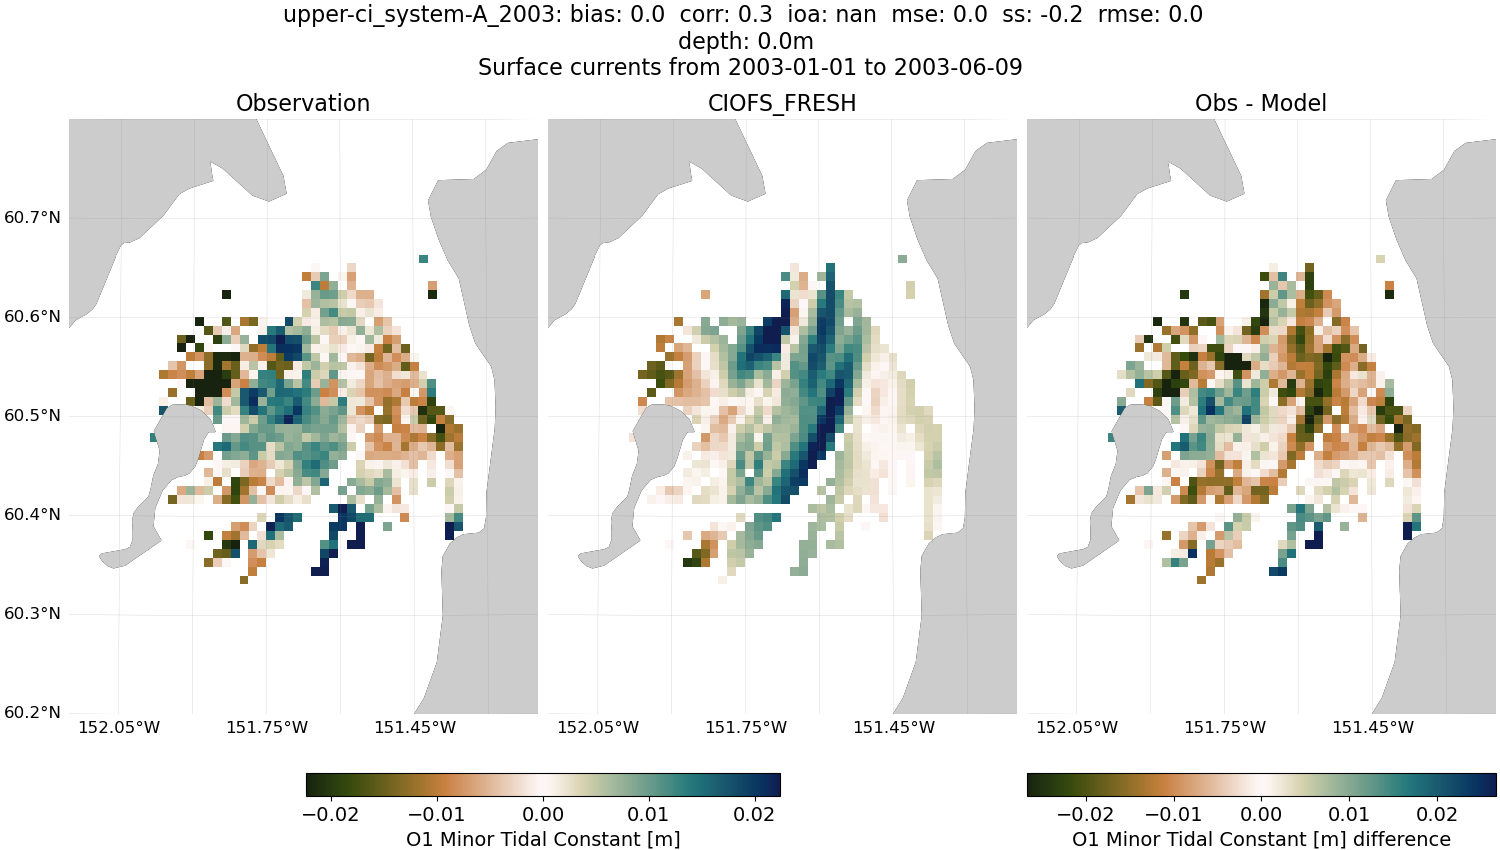 upper-ci_system-A_2003: bias: 0.0  corr: 0.3  ioa: nan  mse: 0.0  ss: -0.2  rmse: 0.0
depth: 0.0m
Surface currents from 2003-01-01 to 2003-06-09
Observation
CIOFS_FRESH
Obs - Model
60.7°N
60.6°N
60.5°N
60.4°N
60.3°N
60.2°N
152.05°W 151.75°W 151.45°W
152.05°W 151.75°W 151.45°W
152.05°W 151.75°W 151.45°W
−0.02 −0.01 0.00 0.01 0.02
O1 Minor Tidal Constant [m]
−0.02 −0.01 0.00 0.01 0.02
O1 Minor Tidal Constant [m] difference